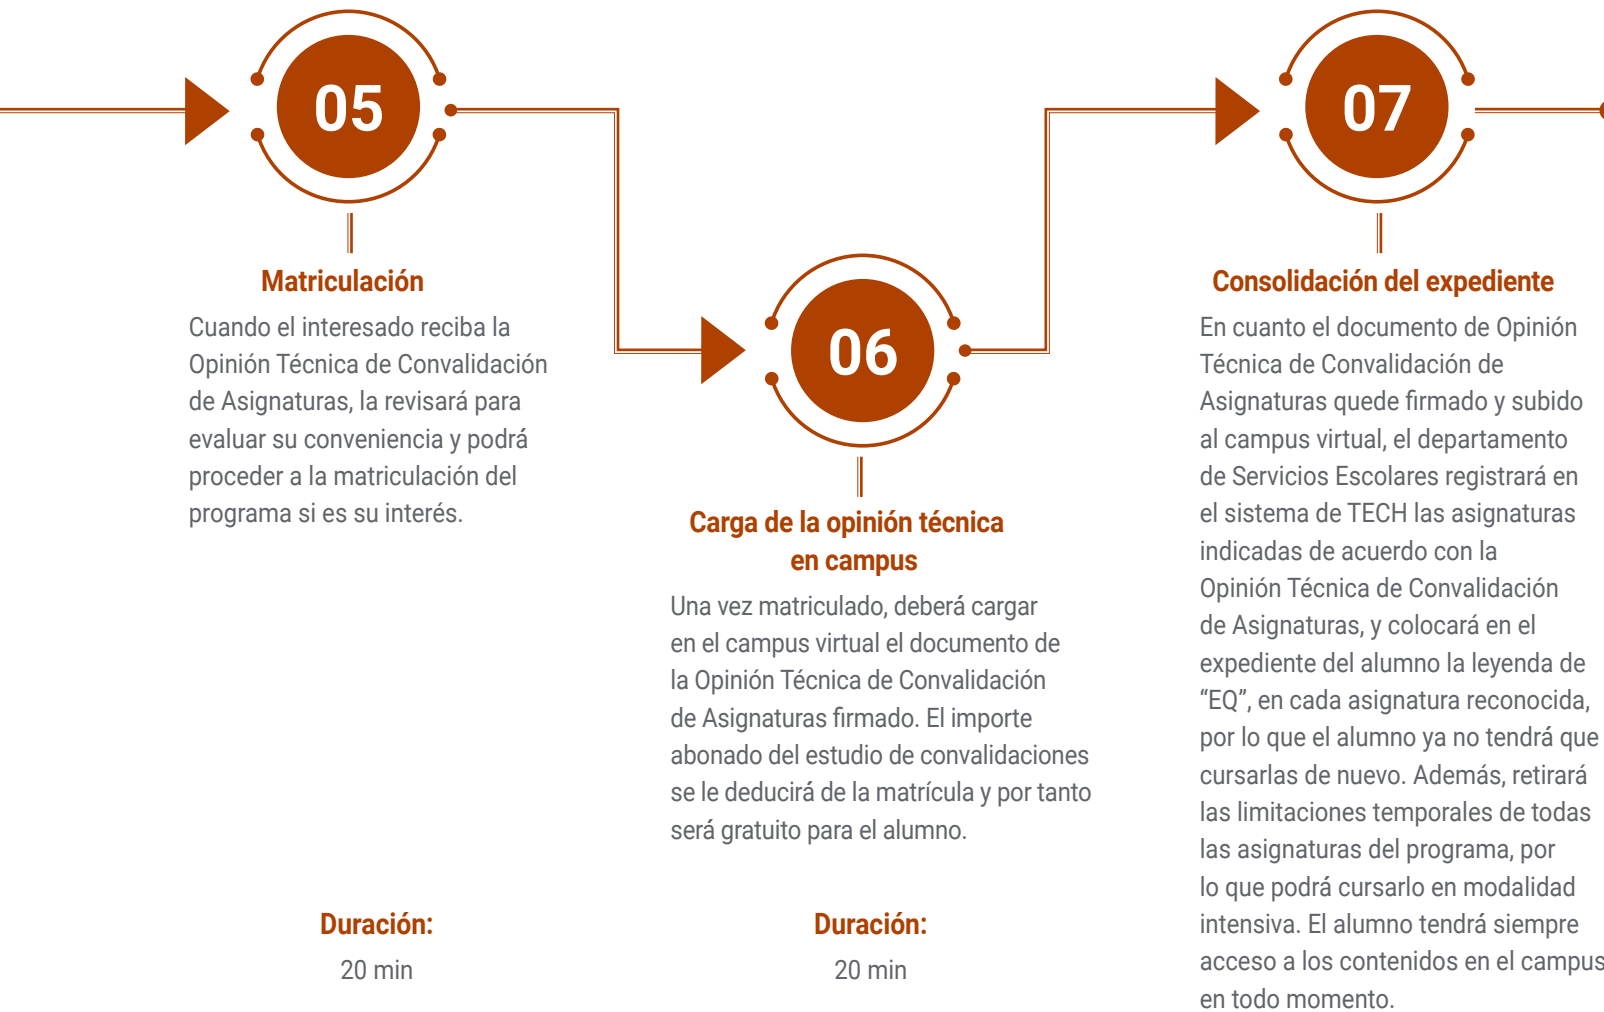 05
Matriculación
Cuando el interesado reciba la
Opinión Técnica de Convalidación
de Asignaturas, la revisará para
evaluar su conveniencia y podrá
proceder a la matriculación del
programa si es su interés.
Duración:
20 min
06
Carga de la opinión técnica
en campus
Una vez matriculado, deberá cargar
en el campus virtual el documento de
la Opinión Técnica de Convalidación
de Asignaturas firmado. El importe
abonado del estudio de convalidaciones
se le deducirá de la matrícula y por tanto
será gratuito para el alumno.
Duración:
20 min
07
Consolidación del expediente
En cuanto el documento de Opinión
Técnica de Convalidación de
Asignaturas quede firmado y subido
al campus virtual, el departamento
de Servicios Escolares registrará en
el sistema de TECH las asignaturas
indicadas de acuerdo con la
Opinión Técnica de Convalidación
de Asignaturas, y colocará en el
expediente del alumno la leyenda de
“EQ”, en cada asignatura reconocida,
por lo que el alumno ya no tendrá que
cursarlas de nuevo. Además, retirará
las limitaciones temporales de todas
las asignaturas del programa, por
lo que podrá cursarlo en modalidad
intensiva. El alumno tendrá siempre
acceso a los contenidos en el campus
en todo momento.